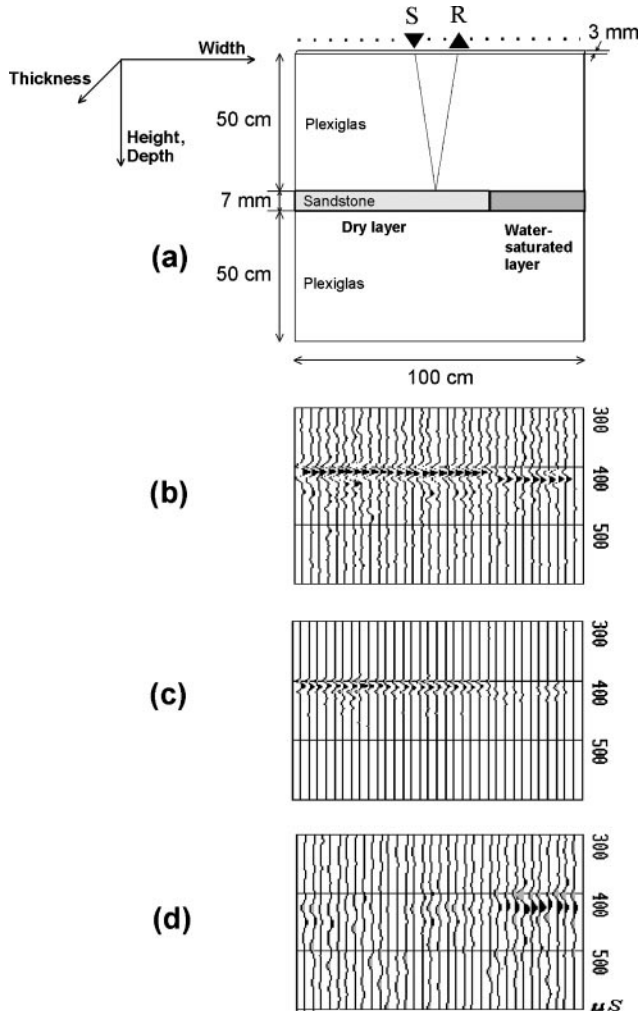 S R
3 mm
Width
Thickness
Height,
Depth
50 cm
Plexiglas
7 mm
Sandstone
Dry layer
Water-
saturated
layer
(a)
50 cm
Plexiglas
100 cm
(b)
300
400
500
(c)
300
400
500
(d)
300
400
500
μs